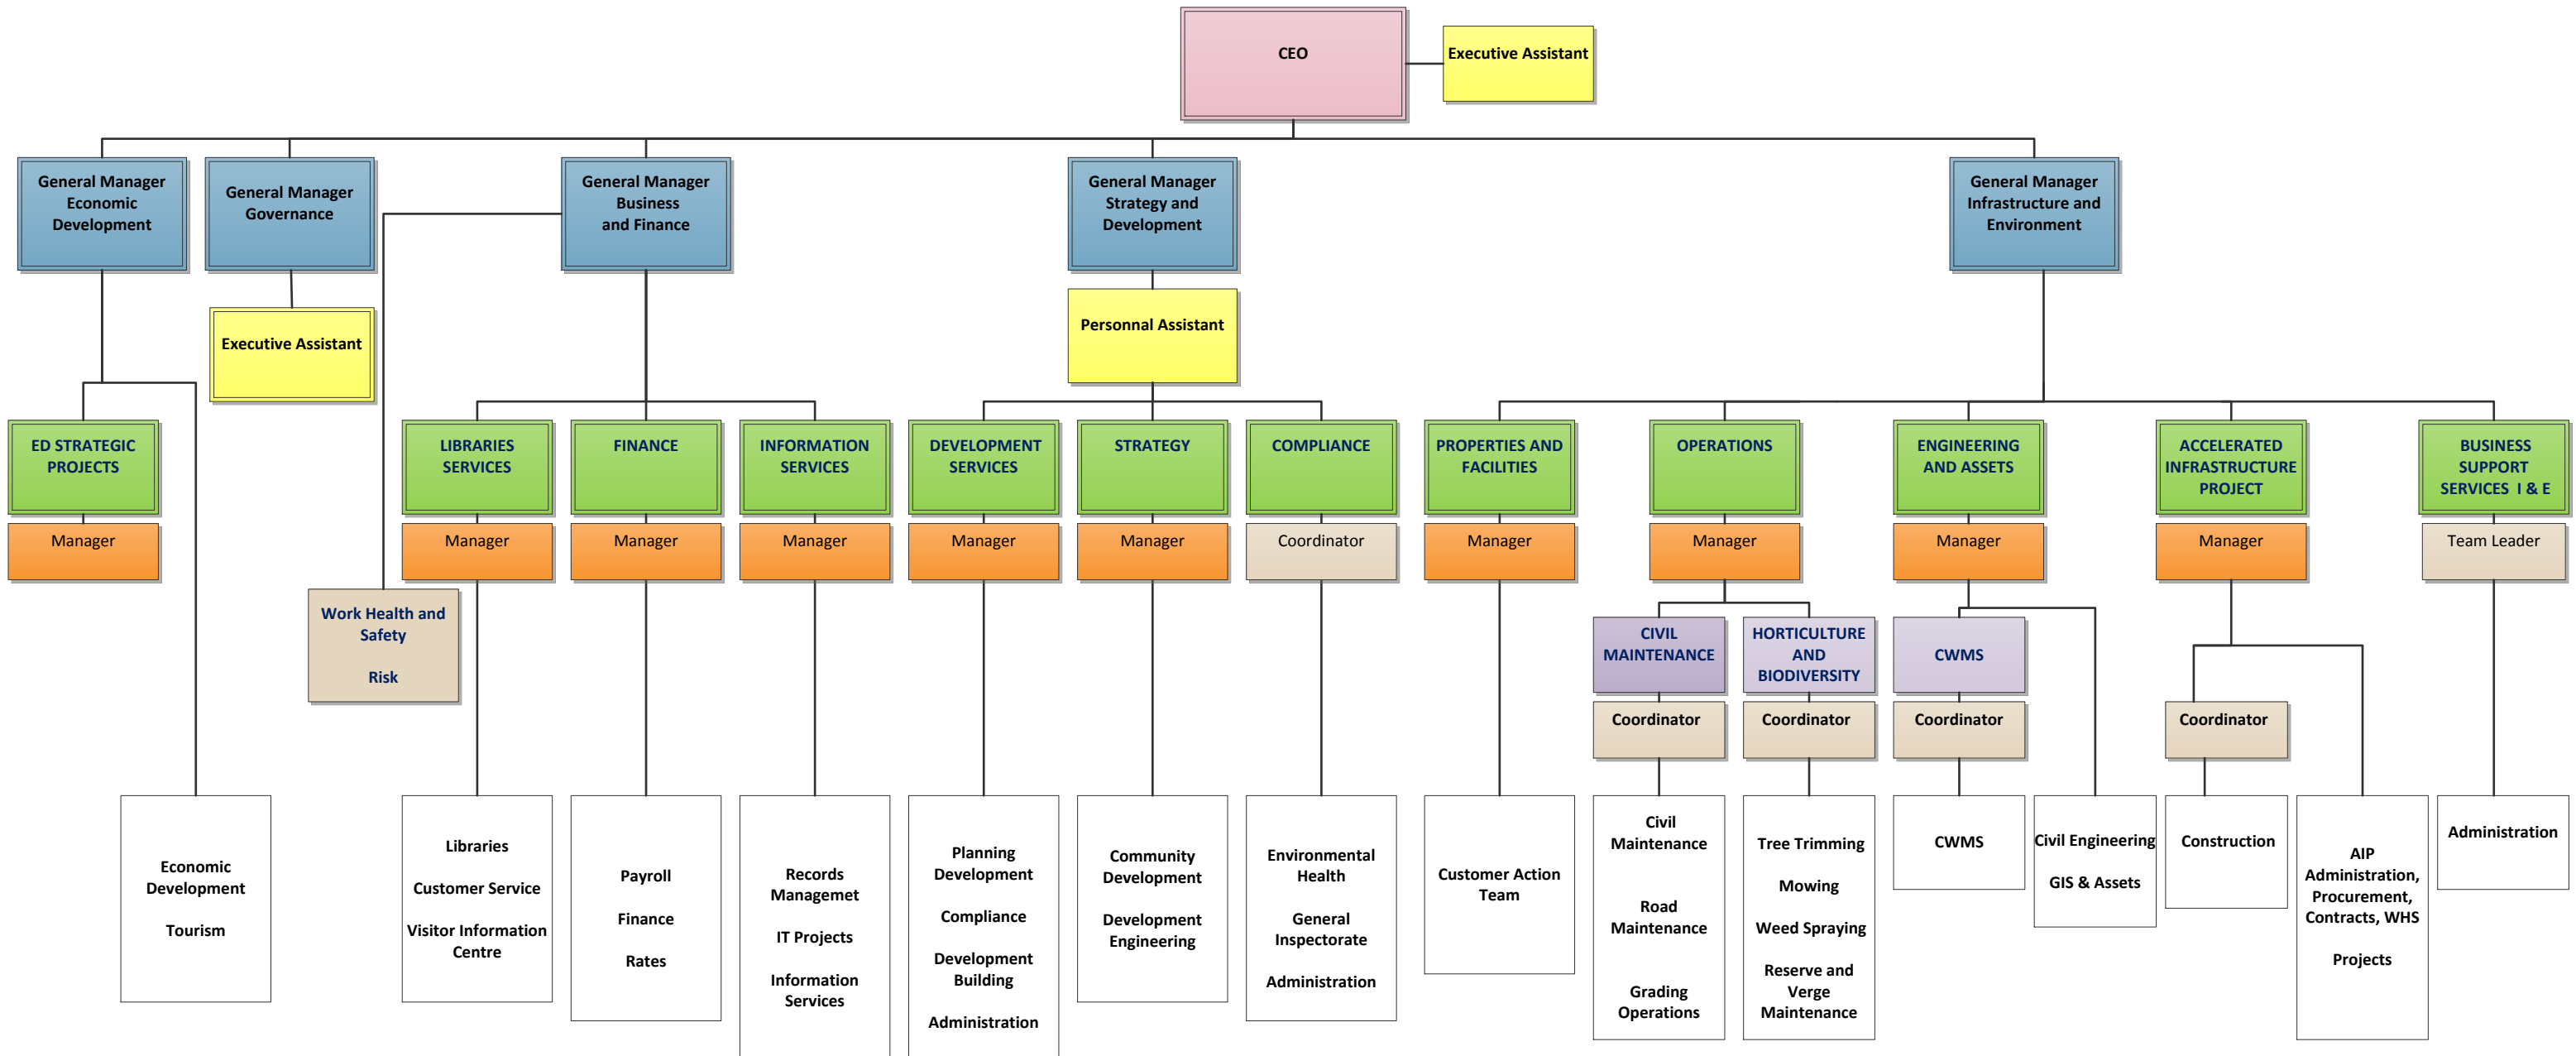 CEO
Executive Assistant
General Manager
Economic
Development
General Manager
Governance
General Manager
Business
and Finance
General Manager
Strategy and
Development
General Manager
Infrastructure and
Environment
Executive Assistant
Personnal Assistant
ED STRATEGIC
PROJECTS
LIBRARIES
SERVICES
FINANCE
INFORMATION
SERVICES
DEVELOPMENT
SERVICES
STRATEGY
COMPLIANCE
PROPERTIES AND
FACILITIES
OPERATIONS
ENGINEERING
AND ASSETS
ACCELERATED
INFRASTRUCTURE
PROJECT
BUSINESS
SUPPORT
SERVICES I & E
Manager
Manager
Manager
Manager
Manager
Manager
Coordinator
Manager
Manager
Manager
Manager
Team Leader
Work Health and
Safety
Risk
CIVIL
MAINTENANCE
HORTICULTURE
AND
BIODIVERSITY
CWMS
Coordinator
Coordinator
Coordinator
Coordinator
Economic
Development
Tourism
Libraries
Customer Service
Visitor Information
Centre
Payroll
Finance
Rates
Records
Managemet
IT Projects
Information
Services
Planning
Development
Compliance
Development
Building
Administration
Community
Development
Development
Engineering
Environmental
Health
General
Inspectorate
Administration
Customer Action
Team
Civil
Maintenance
Road
Maintenance
Grading
Operations
Tree Trimming
Mowing
Weed Spraying
Reserve and
Verge
Maintenance
CWMS
Civil Engineering
GIS & Assets
Construction
AIP
Administration,
Procurement,
Contracts, WHS
Projects
Administration